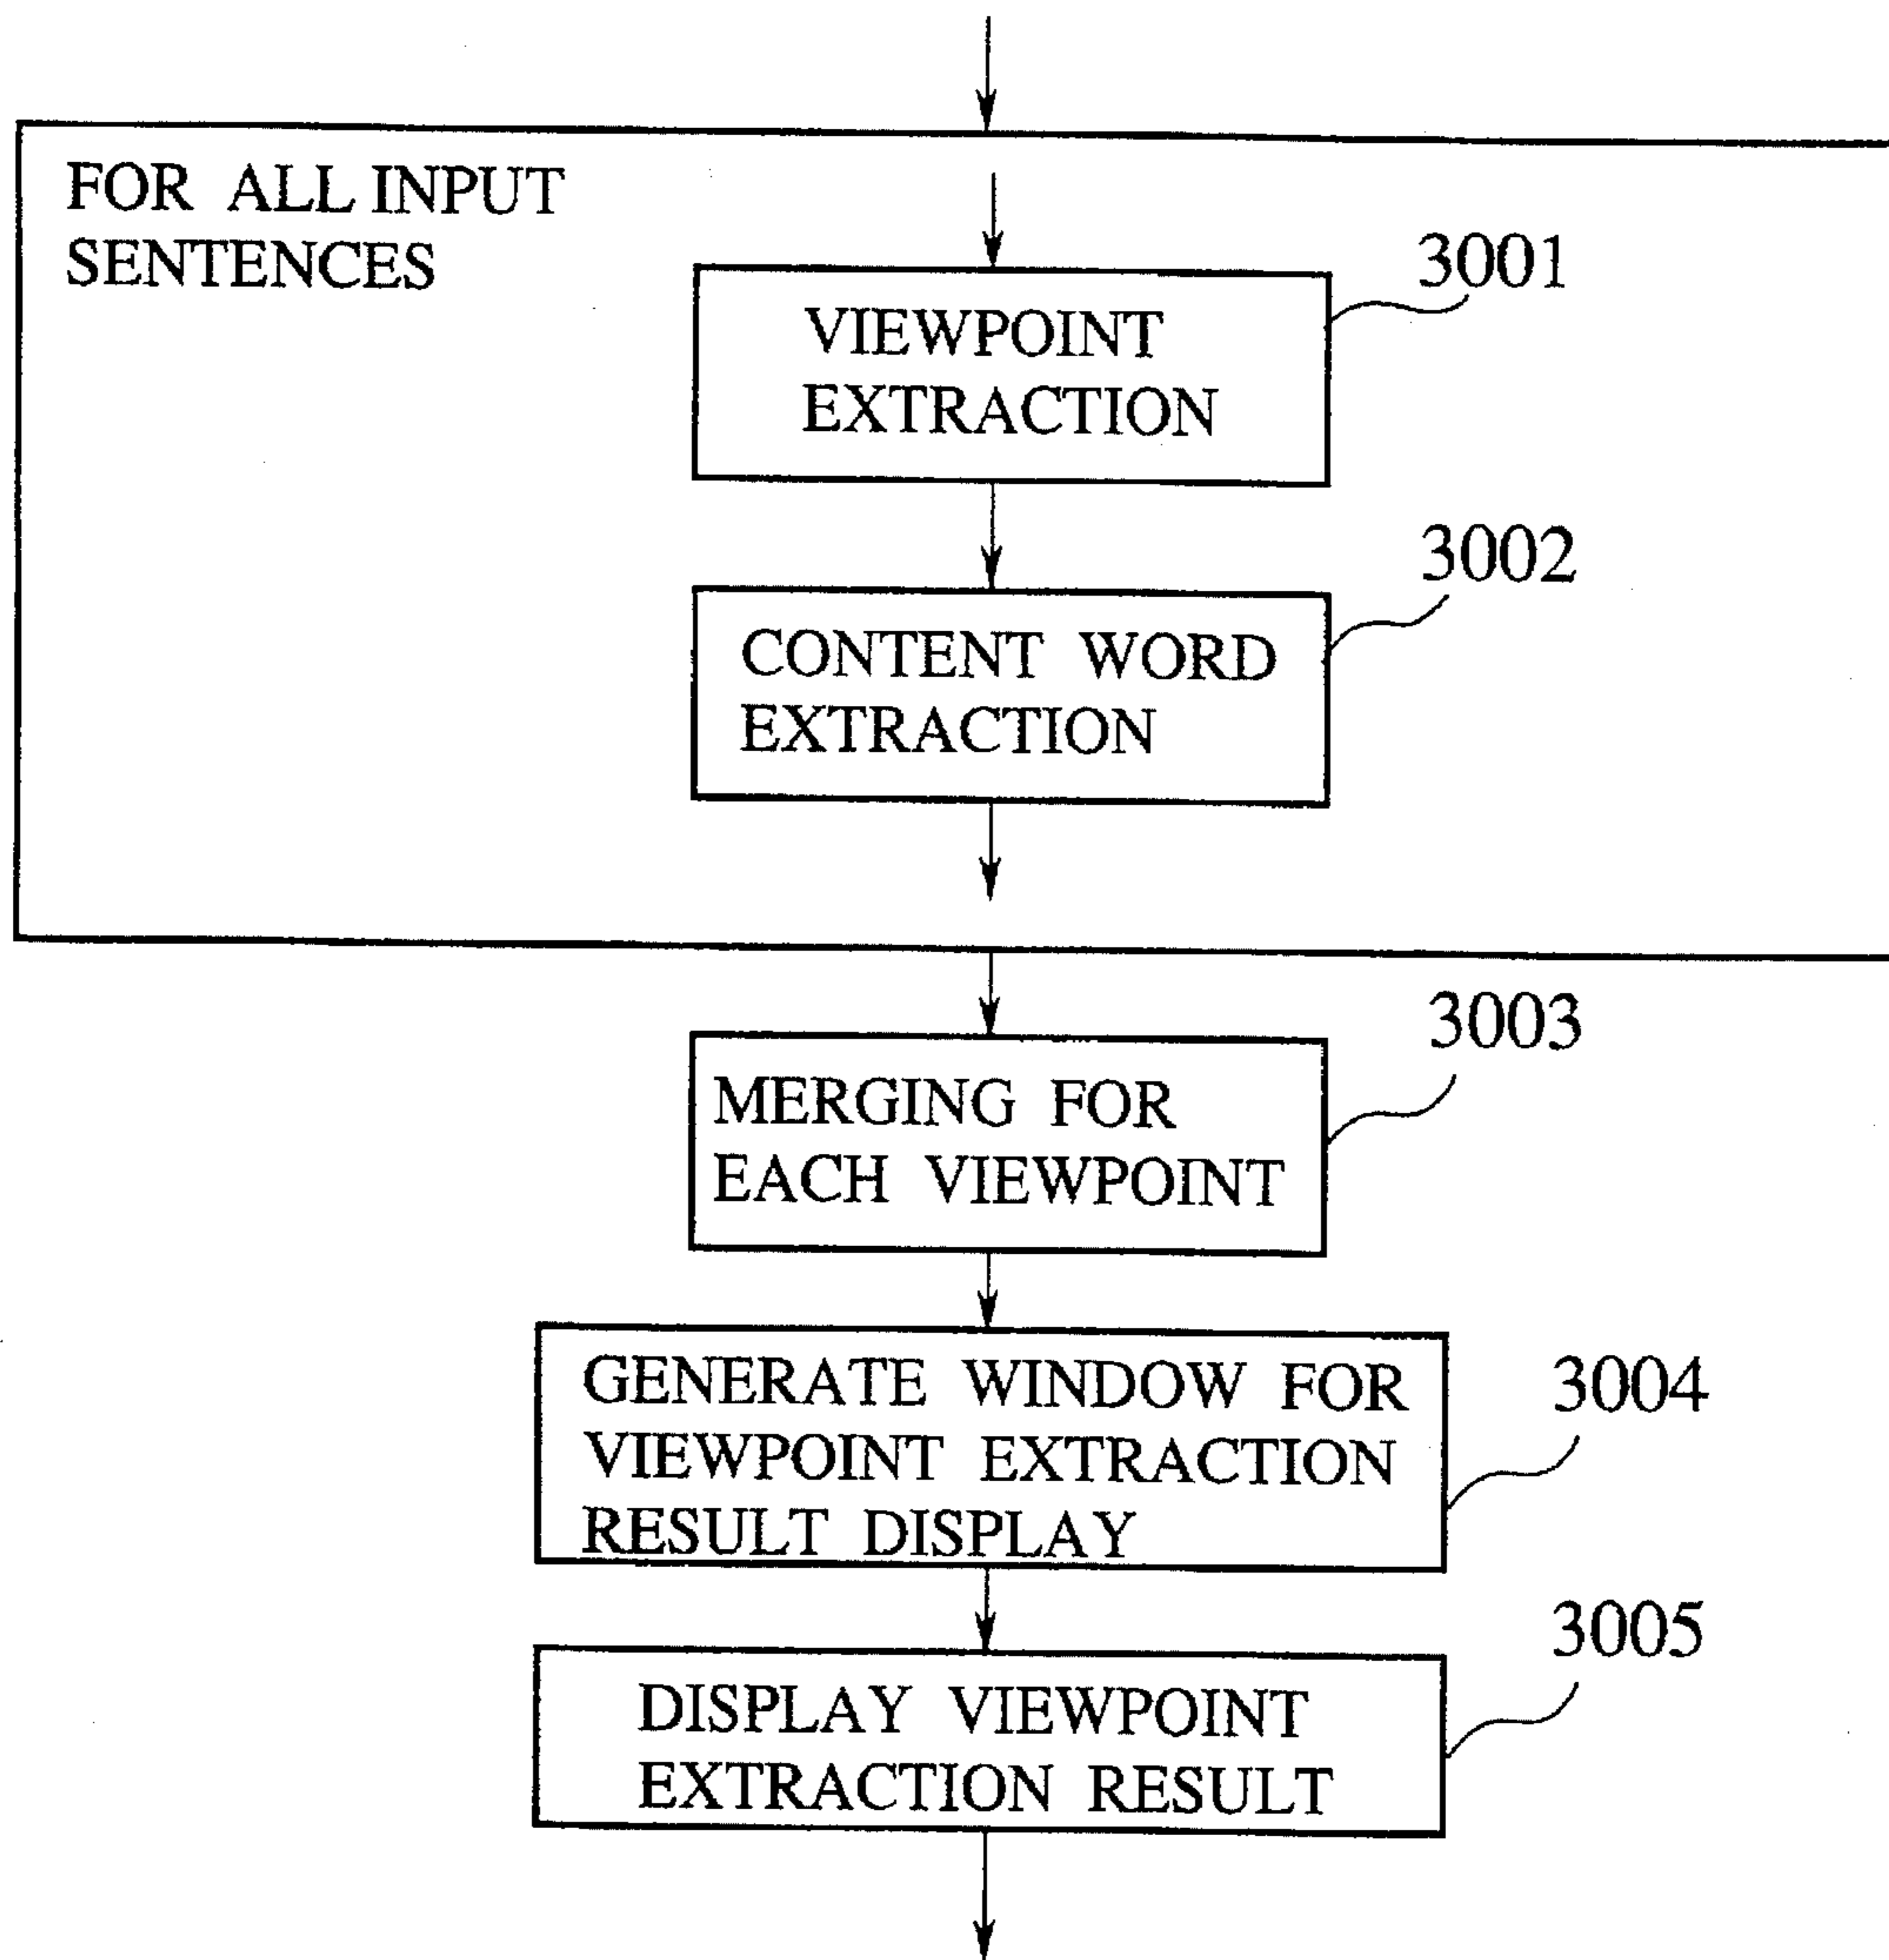 FOR ALL INPUT
SENTENCES
3001
VIEWPOINT
EXTRACTION
3002
CONTENT WORD
EXTRACTION
3003
MERGING FOR
EACH VIEWPOINT
3004
GENERATE WINDOW FOR
VIEWPOINT EXTRACTION
RESULT DISPLAY
3005
DISPLAY VIEWPOINT
EXTRACTION RESULT